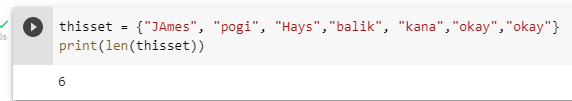 thisset = {"JAmes", "pogi", "Hays","balik", "kana","okay","okay"}
print(len(thisset))
6